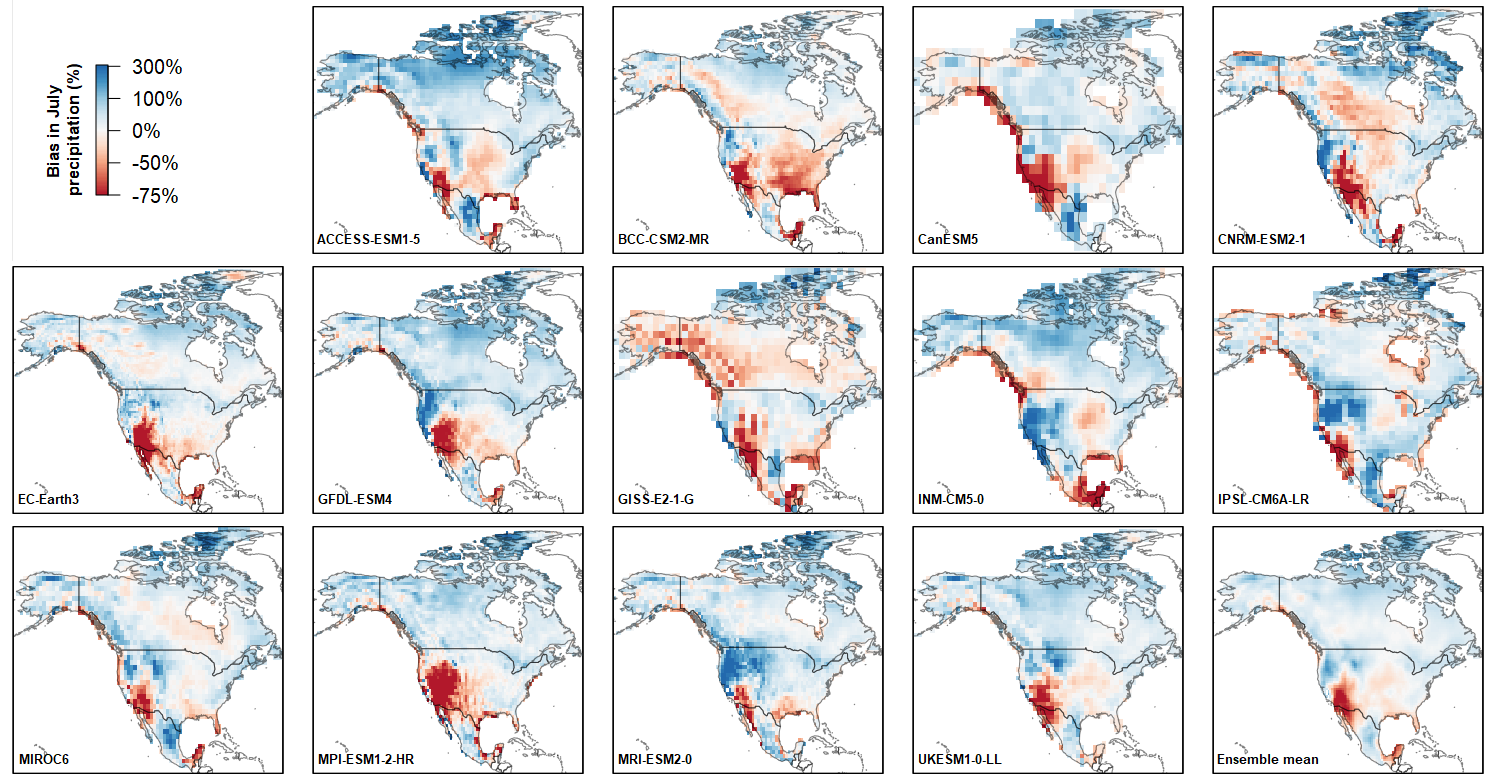 Bias in July
precipitation (%)
300%
100%
0%
-50%
-75%
ACCESS-ESM1-5
BCC-CSM2-MR
CanESM5
CNRM-ESM2-1
EC-Earth3
GFDL-ESM4
GISS-E2-1-G
INM-CM5-0
IPSL-CM6A-LR
MIROC6
MPI-ESM1-2-HR
MRI-ESM2-0
UKESM1-0-LL
Ensemble mean